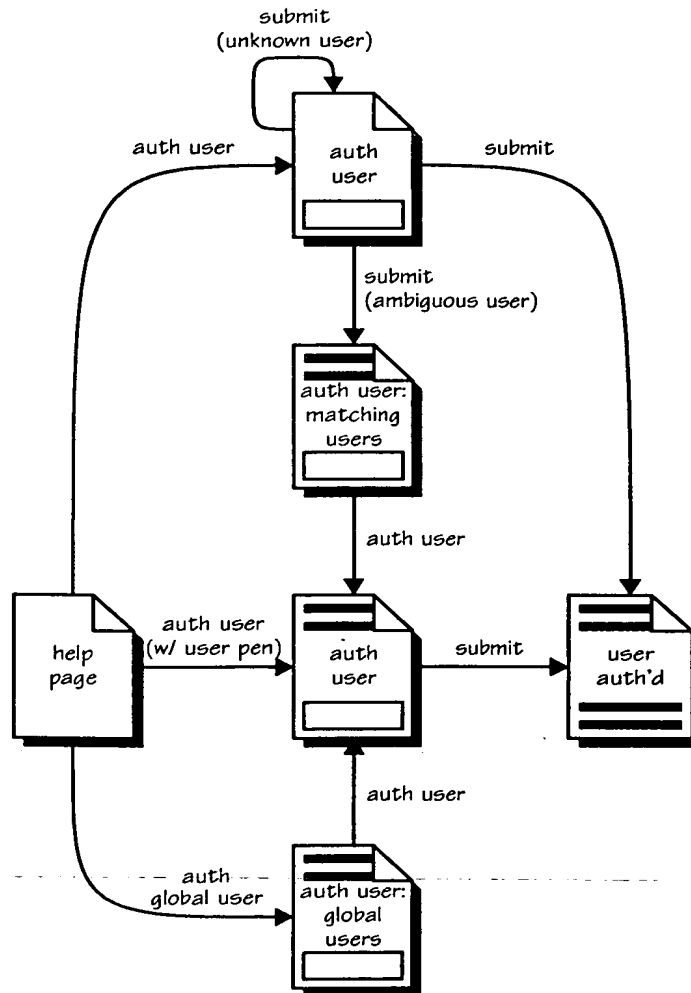 submit
(unknown user)
auth user
auth
user
submit
submit
(ambiguous user)
auth user:
matching
users
auth user
help
page
auth user
(w/ user pen)
auth
user
submit
user
auth'd
auth user
auth
global user
auth user:
global
users